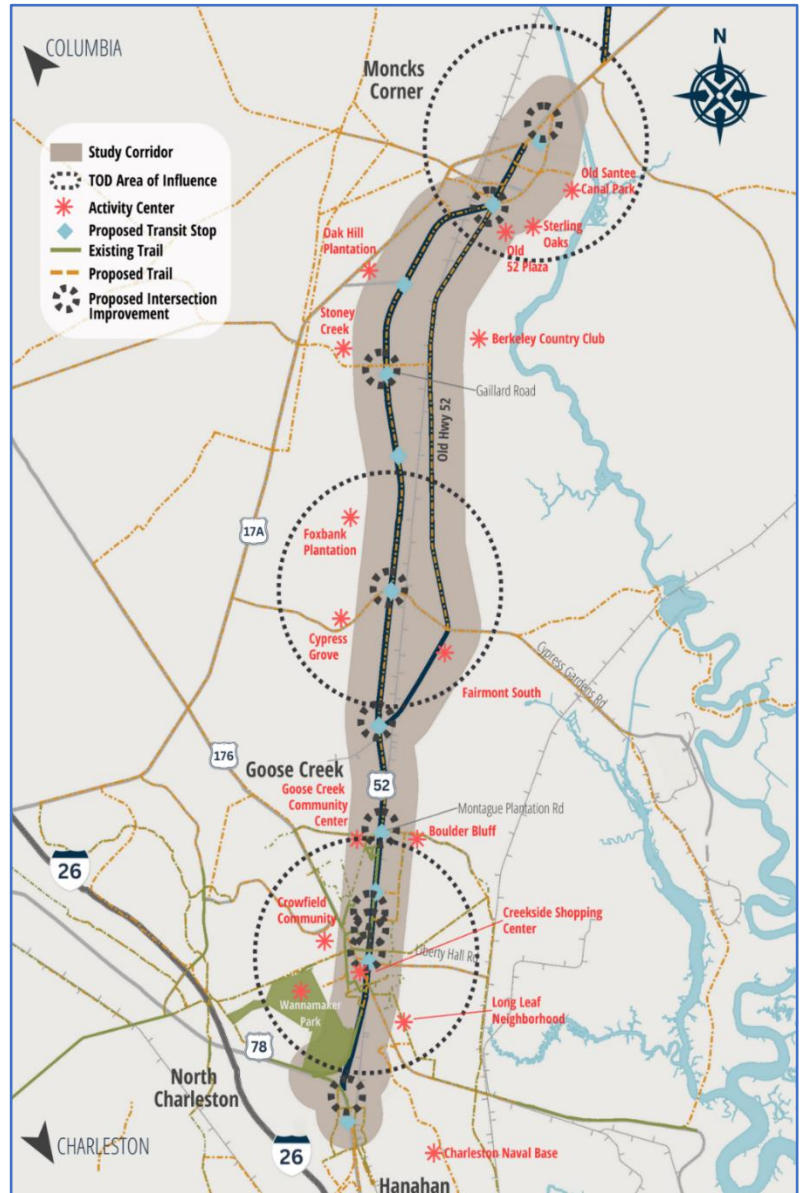 COLUMBIA
N
Moncks
Corner
Study Corridor
TOD Area of Influence
Activity Center
Proposed Transit Stop
Existing Trail
Proposed Trail
Proposed Intersection
Improvement
Old Santee
Canal Park
Oak Hill
Plantation
Sterling
Oaks
Old
52 Plaza
Stoney
Creek
Berkeley Country Club
Gaillard Road
Old Hwy 52
17A
Foxbank
Plantation
Cypress
Grove
Cypress Gardens Rd
Fairmont South
176
Goose Creek
52
Goose Creek
Community
Center
Montague Plantation Rd
Boulder Bluff
26
Crowfield
Community
Creekside Shopping
Center
Liberty Hall Rd
Wannamaker
Park
Long Leaf
Neighborhood
78
North
Charleston
CHARLESTON
26
Charleston Naval Base
Hanahan